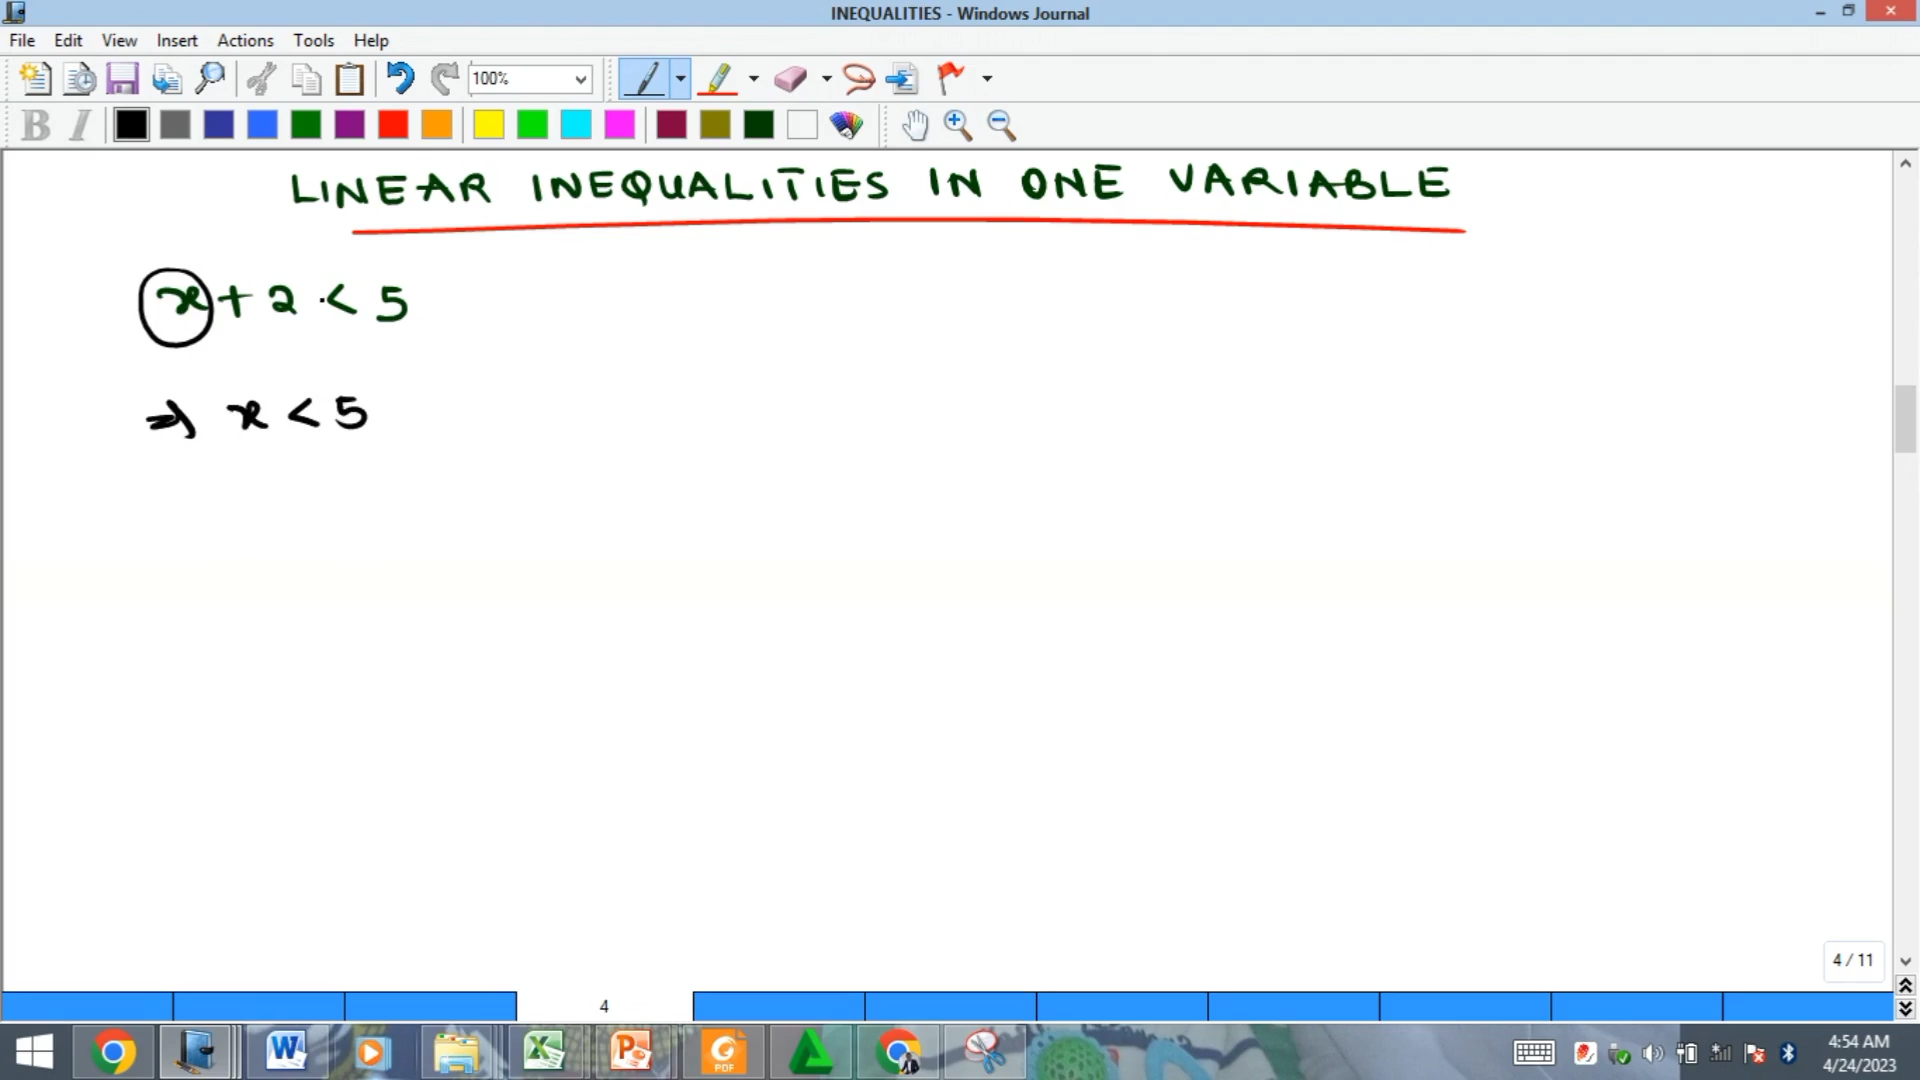 INEQUALITIES - Windows Journal
File Edit View Insert Actions Tools Help
100%
B I
LINEAR INEQUALITIES IN ONE VARIABLE
x + 2 < 5
⇒ x < 5
4 / 11
4
W X P PDF
4:54 AM
4/24/2023